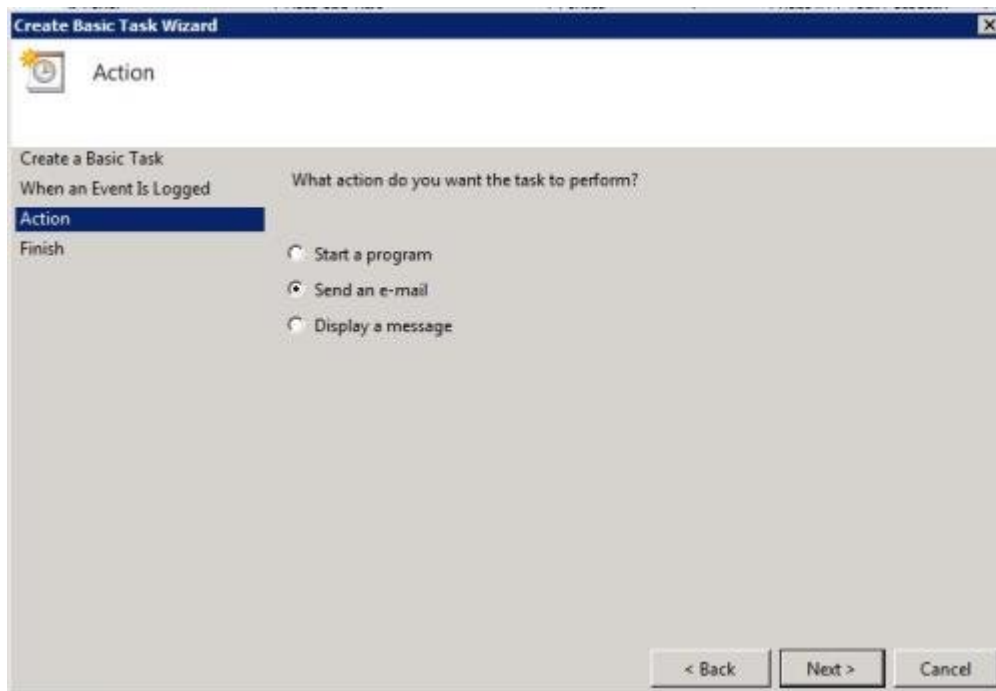 Create Basic Task Wizard
Action
Create a Basic Task
When an Event Is Logged
Action
Finish
What action do you want the task to perform?
Start a program
Send an e-mail
Display a message
< Back
Next >
Cancel